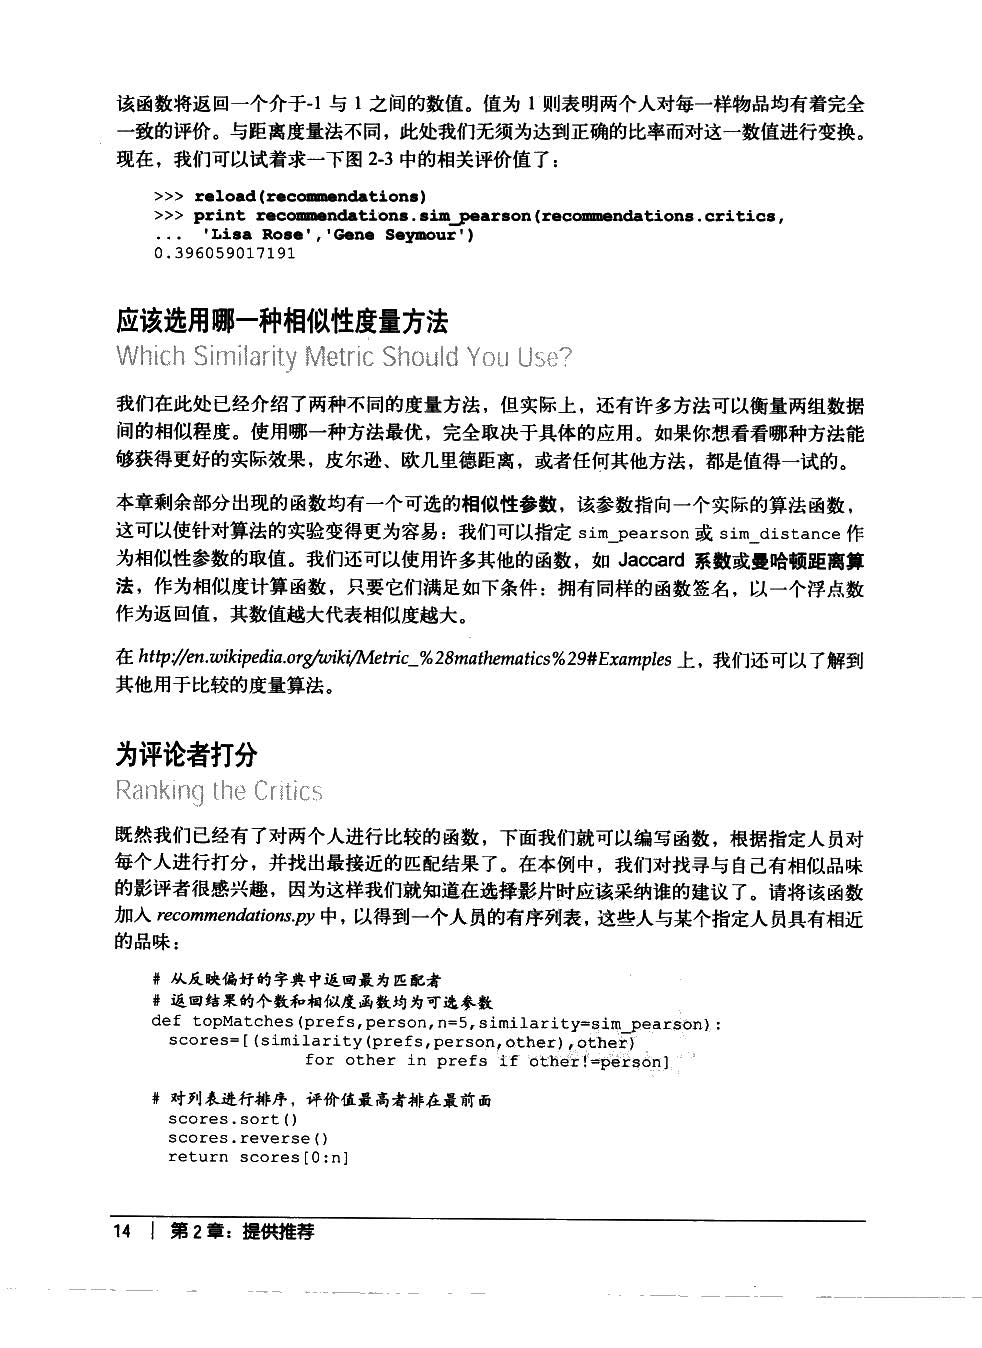 该函数将返回一个介于-1 与 1 之间的数值。值为 1 则表明两个人对每一样物品均有着完全
一致的评价。与距离度量法不同，此处我们无须为达到正确的比率而对这一数值进行变换。
现在，我们可以试着求一下图 2-3 中的相关评价值了：
>>> reload(recommendations)
>>> print recommendations.sim_pearson(recommendations.critics,
...  'Lisa Rose','Gene Seymour')
0.396059017191
应该选用哪一种相似性度量方法
Which Similarity Metric Should You Use?
我们在此处已经介绍了两种不同的度量方法，但实际上，还有许多方法可以衡量两组数据
间的相似程度。使用哪一种方法最优，完全取决于具体的应用。如果你想看看哪种方法能
够获得更好的实际效果，皮尔逊、欧几里德距离，或者任何其他方法，都是值得一试的。
本章剩余部分出现的函数均有一个可选的相似性参数，该参数指向一个实际的算法函数，
这可以使针对算法的实验变得更为容易：我们可以指定 sim_pearson 或 sim_distance 作
为相似性参数的取值。我们还可以使用许多其他的函数，如 Jaccard 系数或曼哈顿距离算
法，作为相似度计算函数，只要它们满足如下条件：拥有同样的函数签名，以一个浮点数
作为返回值，其数值越大代表相似度越大。
在 http://en.wikipedia.org/wiki/Metric_%28mathematics%29#Examples 上，我们还可以了解到
其他用于比较的度量算法。
为评论者打分
Ranking the Critics
既然我们已经有了对两个人进行比较的函数，下面我们就可以编写函数，根据指定人员对
每个人进行打分，并找出最接近的匹配结果了。在本例中，我们对找寻与自己有相似品味
的影评者很感兴趣，因为这样我们就知道在选择影片时应该采纳谁的建议了。请将该函数
加入 recommendations.py 中，以得到一个人员的有序列表，这些人与某个指定人员具有相近
的品味：
# 从反映偏好的字典中返回最为匹配者
# 返回结果的个数和相似度函数均为可选参数
def topMatches(prefs,person,n=5,similarity=sim_pearson):
scores=[(similarity(prefs,person,other),other)
for other in prefs if other!=person]
# 对列表进行排序，评价值最高者排在最前面
scores.sort()
scores.reverse()
return scores[0:n]
14 | 第 2 章：提供推荐